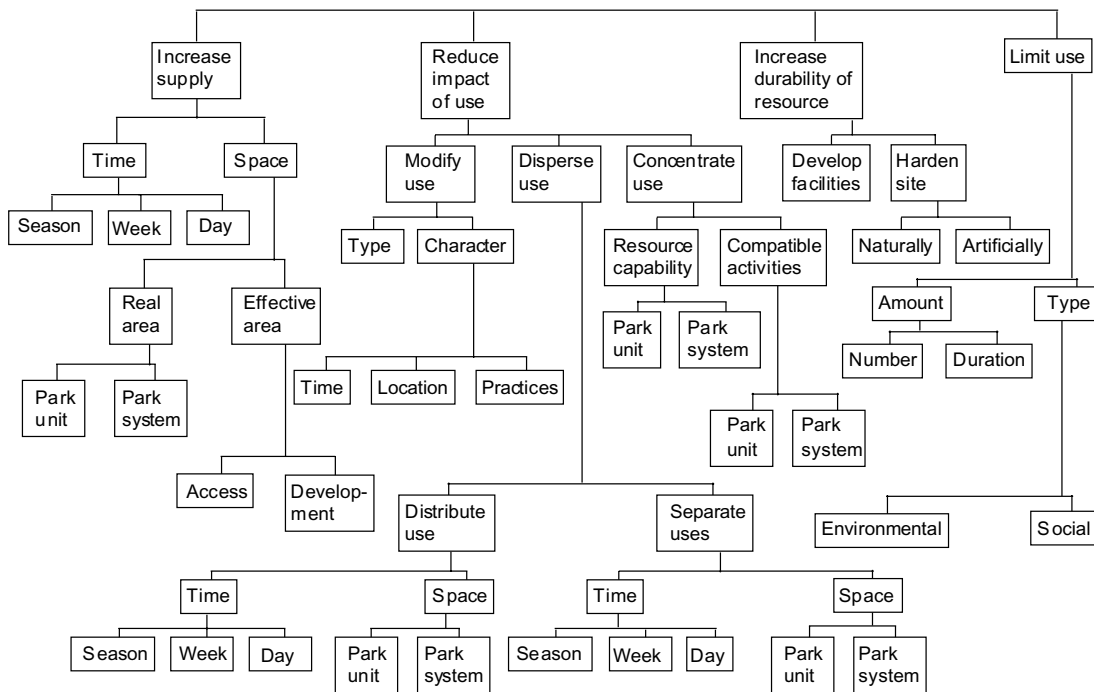 Increase
supply
Reduce
impact
of use
Increase
durability of
resource
Limit use
Time
Space
Modify
use
Disperse
use
Concentrate
use
Develop
facilities
Harden
site
Season
Week
Day
Type
Character
Resource
capability
Compatible
activities
Naturally
Artificially
Real
area
Effective
area
Amount
Type
Park
unit
Park
system
Number
Duration
Time
Location
Practices
Park
unit
Park
system
Park
unit
Park
system
Access
Develop-
ment
Distribute
use
Separate
uses
Environmental
Social
Time
Space
Time
Space
Season
Week
Day
Park
unit
Park
system
Season
Week
Day
Park
unit
Park
system